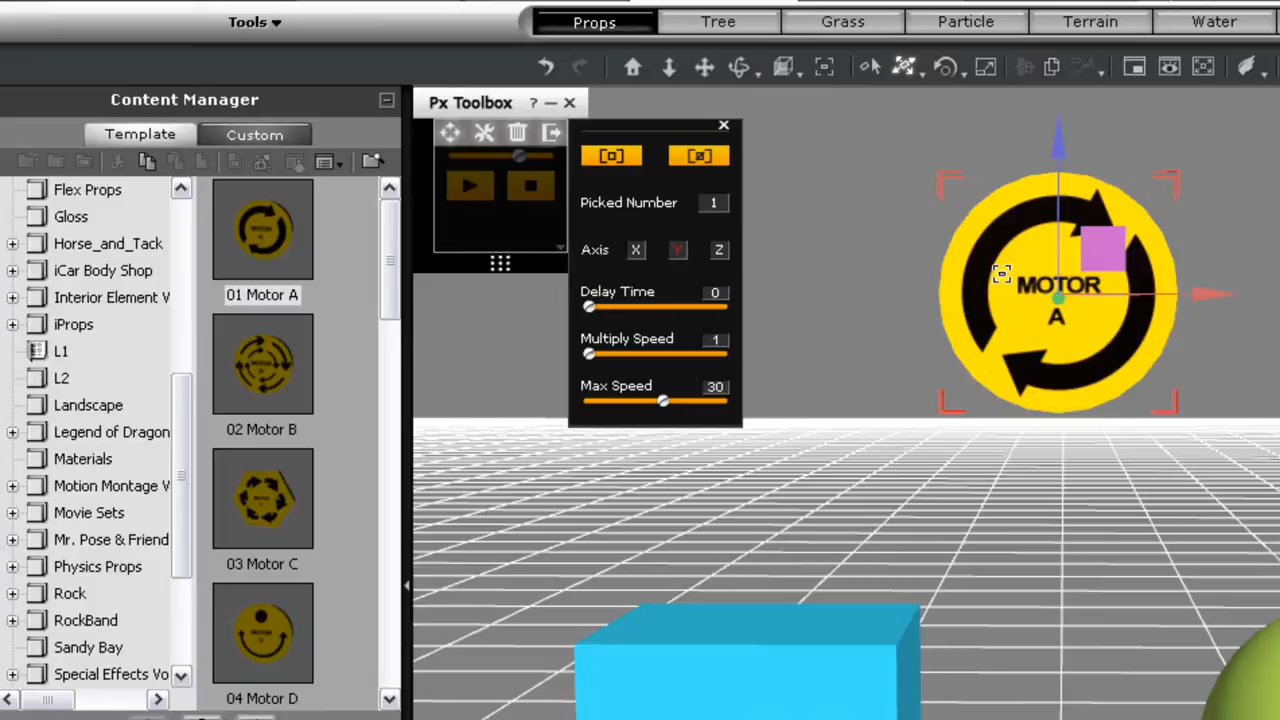 Tools
Props
Tree
Grass
Particle
Terrain
Water
Content Manager
Template
Custom
Flex Props
Gloss
Horse_and_Tack
iCar Body Shop
Interior Element V
iProps
L1
L2
Landscape
Legend of Dragon
Materials
Motion Montage V
Movie Sets
Mr. Pose & Friend
Physics Props
Rock
RockBand
Sandy Bay
Special Effects Vo
01 Motor A
02 Motor B
03 Motor C
04 Motor D
Px Toolbox
?
Picked Number 1
Axis X Y Z
Delay Time 0
Multiply Speed 1
Max Speed 30
MOTOR
A